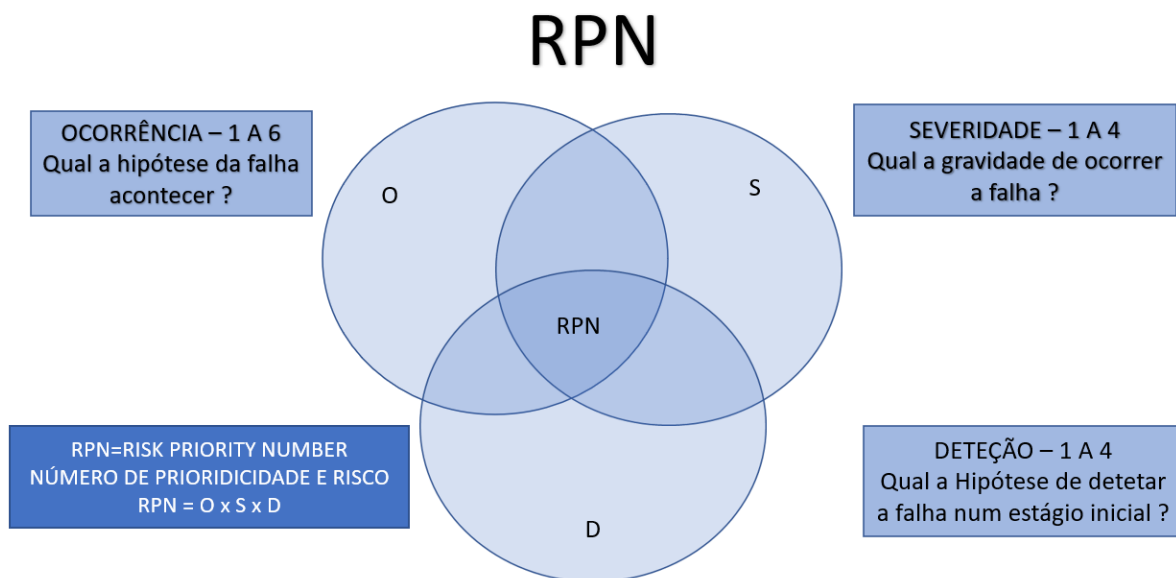 RPN
OCORRÊNCIA – 1 A 6
Qual a hipótese da falha
acontecer ?
SEVERIDADE – 1 A 4
Qual a gravidade de ocorrer
a falha ?
O
S
RPN
D
RPN=RISK PRIORITY NUMBER
NÚMERO DE PRIORIDICIDADE E RISCO
RPN = O x S x D
DETEÇÃO – 1 A 4
Qual a Hipótese de detetar
a falha num estágio inicial ?